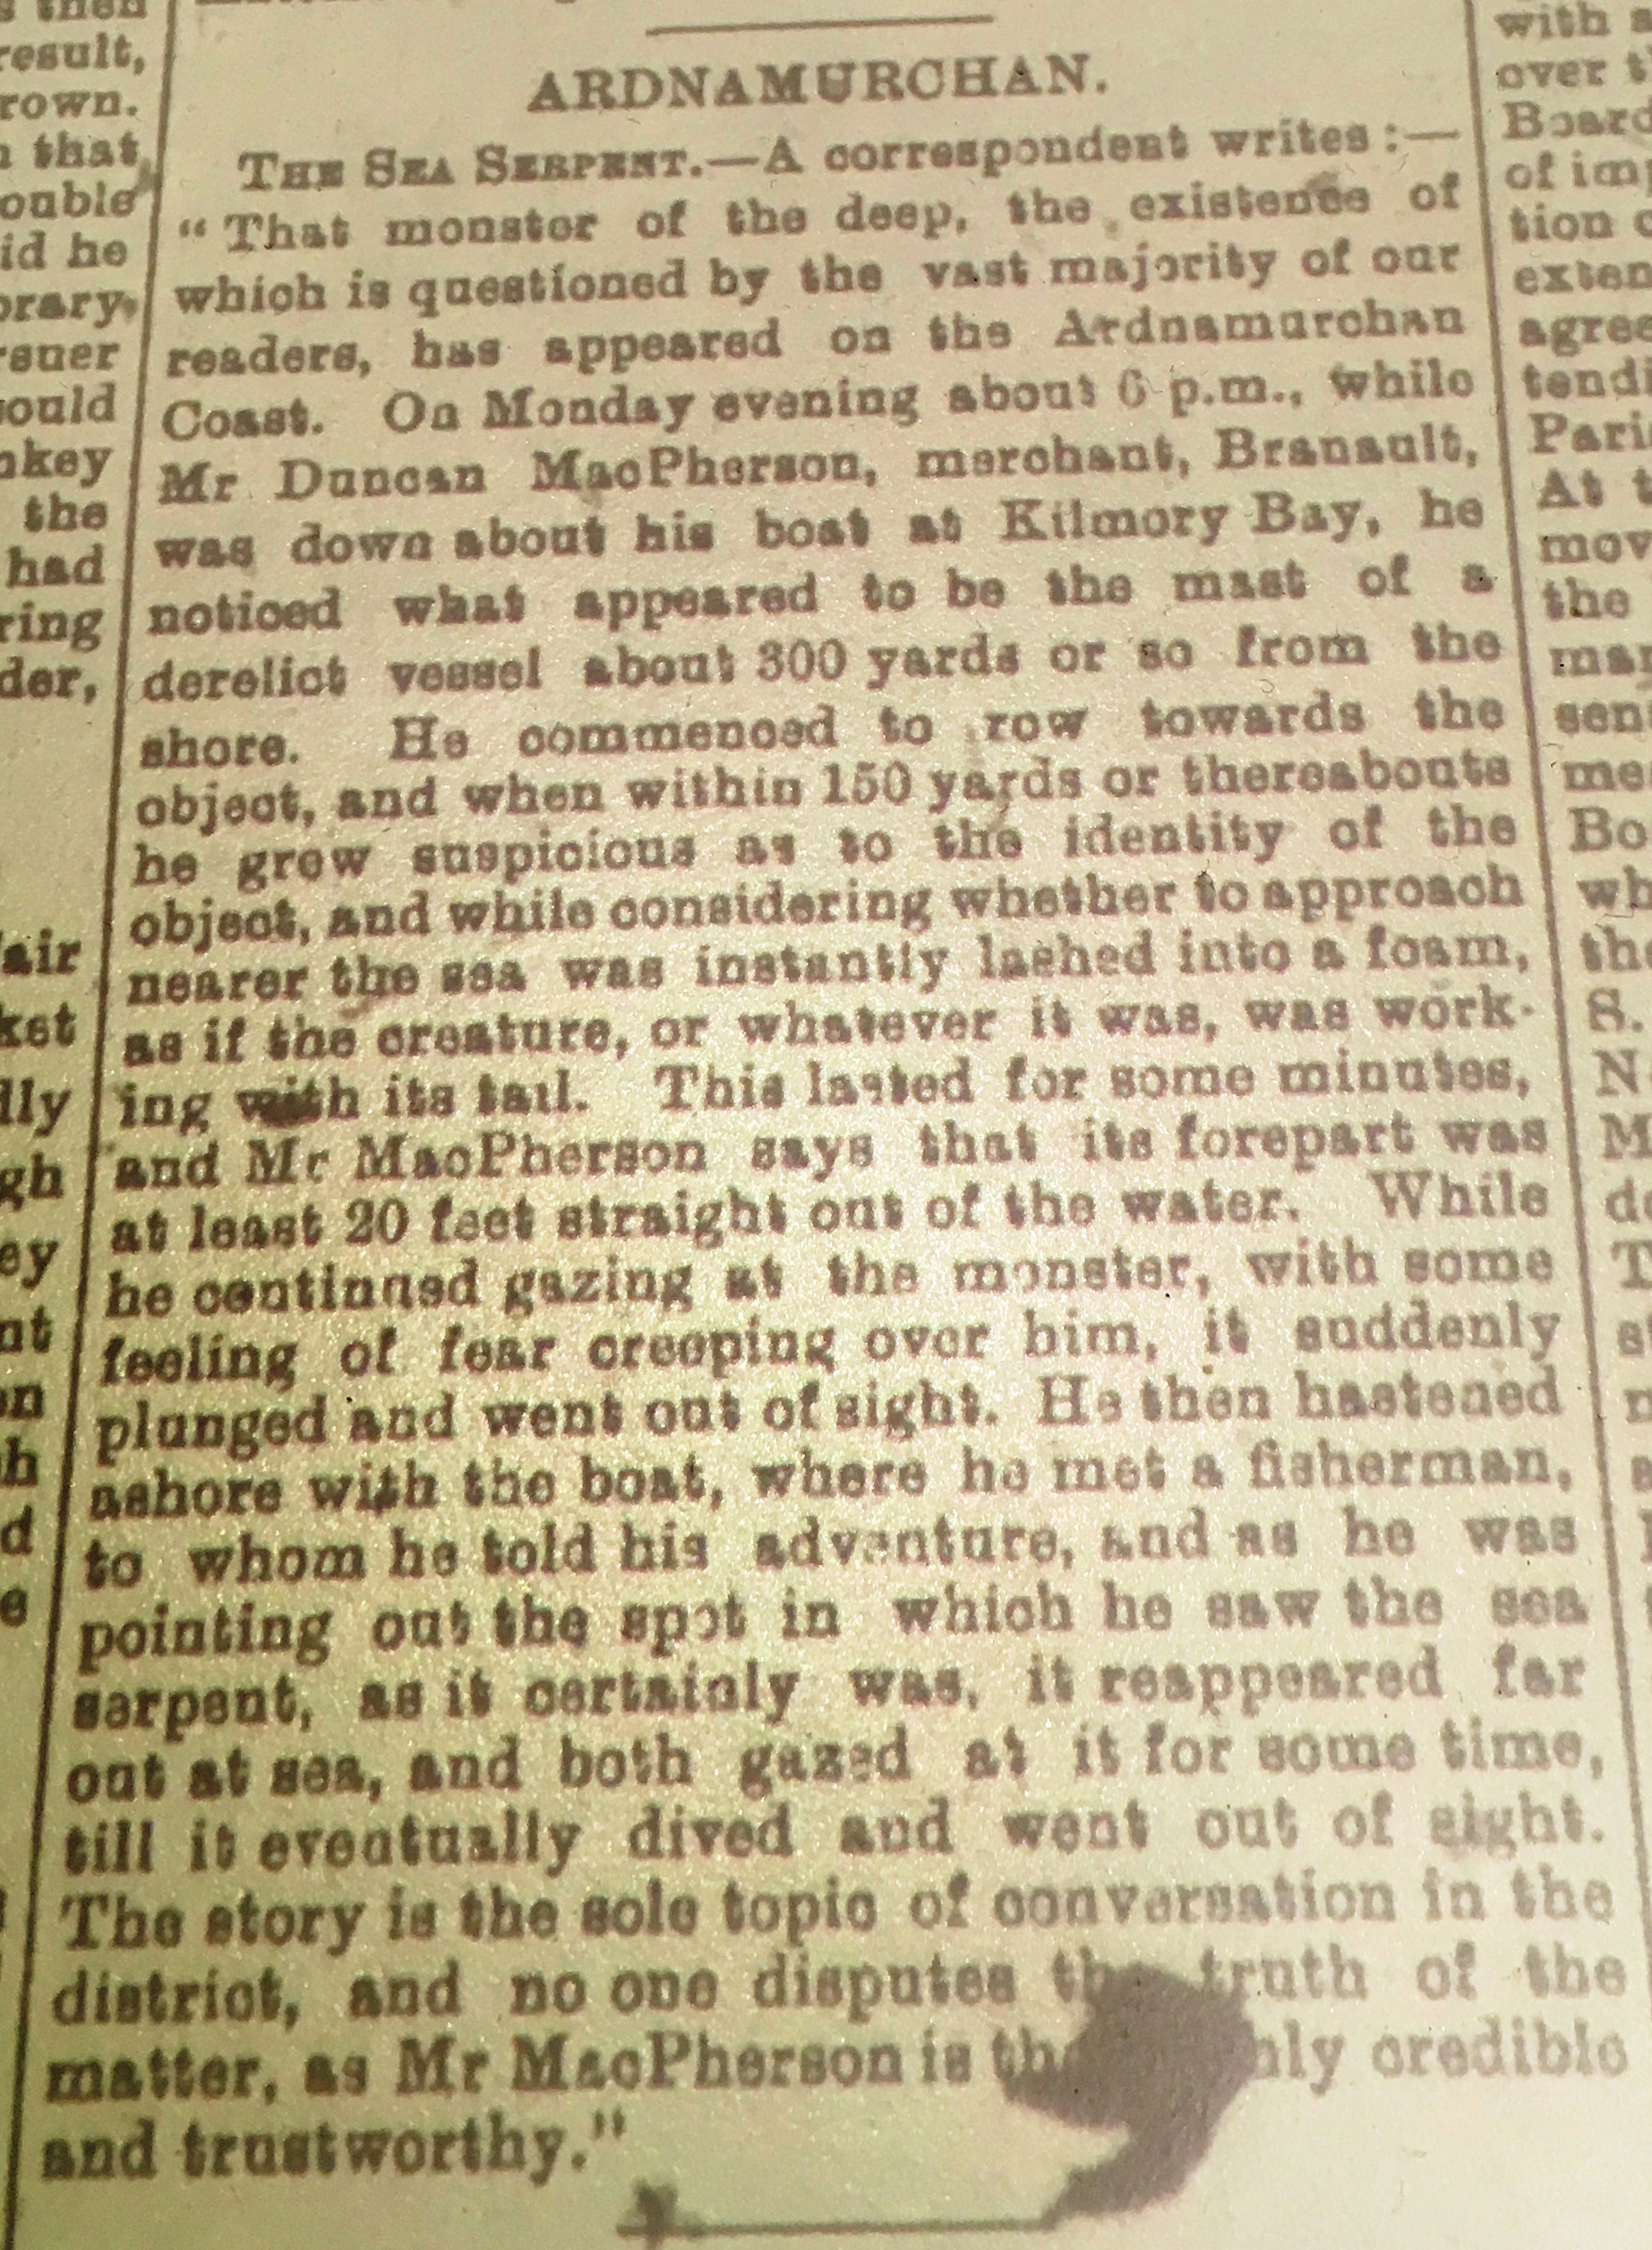 ARDNAMURCHAN.
THE SEA SERPENT.—A correspondent writes :—
“ That monster of the deep, the existence of
which is questioned by the vast majority of our
readers, has appeared on the Ardnamurchan
Coast. On Monday evening about 6 p.m., while
Mr Duncan MacPherson, merchant, Branault,
was down about his boat at Kilmory Bay, he
noticed what appeared to be the mast of a
derelict vessel about 300 yards or so from the
shore. He commenced to row towards the
object, and when within 150 yards or thereabouts
he grew suspicious as to the identity of the
object, and while considering whether to approach
nearer the sea was instantly lashed into a foam,
as if the creature, or whatever it was, was work-
ing with its tail. This lasted for some minutes,
and Mr MacPherson says that its forepart was
at least 20 feet straight out of the water. While
he continued gazing at the monster, with some
feeling of fear creeping over him, it suddenly
plunged and went out of sight. He then hastened
ashore with the boat, where he met a fisherman,
to whom he told his adventure, and as he was
pointing out the spot in which he saw the sea
serpent, as it certainly was, it reappeared far
out at sea, and both gazed at it for some time,
till it eventually dived and went out of sight.
The story is the sole topic of conversation in the
district, and no one disputes the truth of the
matter, as Mr MacPherson is credible
and trustworthy.”
result,
that
had
the
with
over
Board
At
the